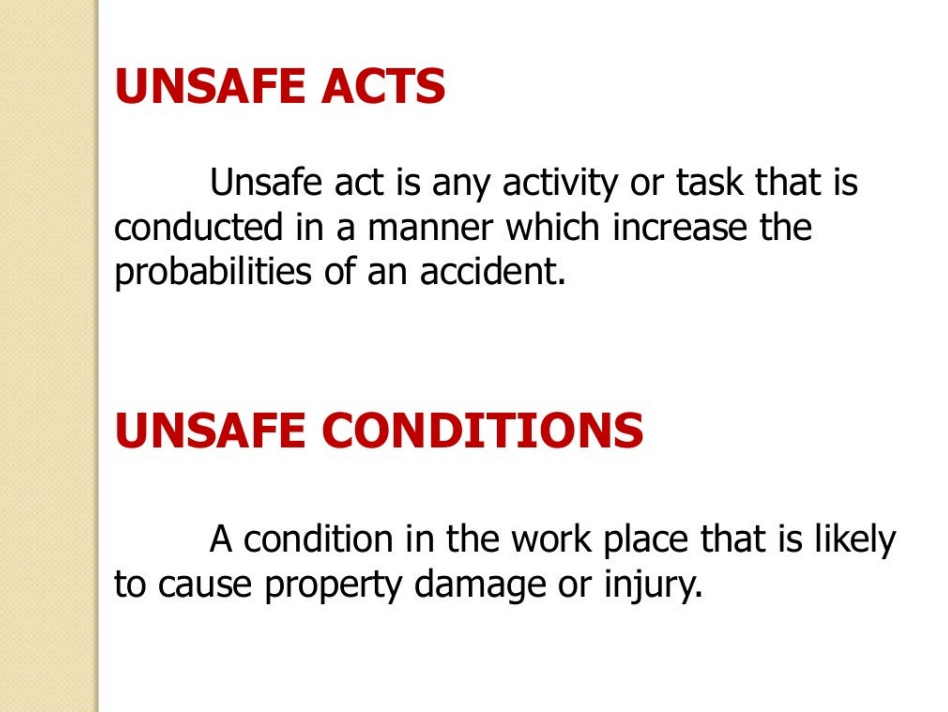 UNSAFE ACTS
Unsafe act is any activity or task that is
conducted in a manner which increase the
probabilities of an accident.
UNSAFE CONDITIONS
A condition in the work place that is likely
to cause property damage or injury.